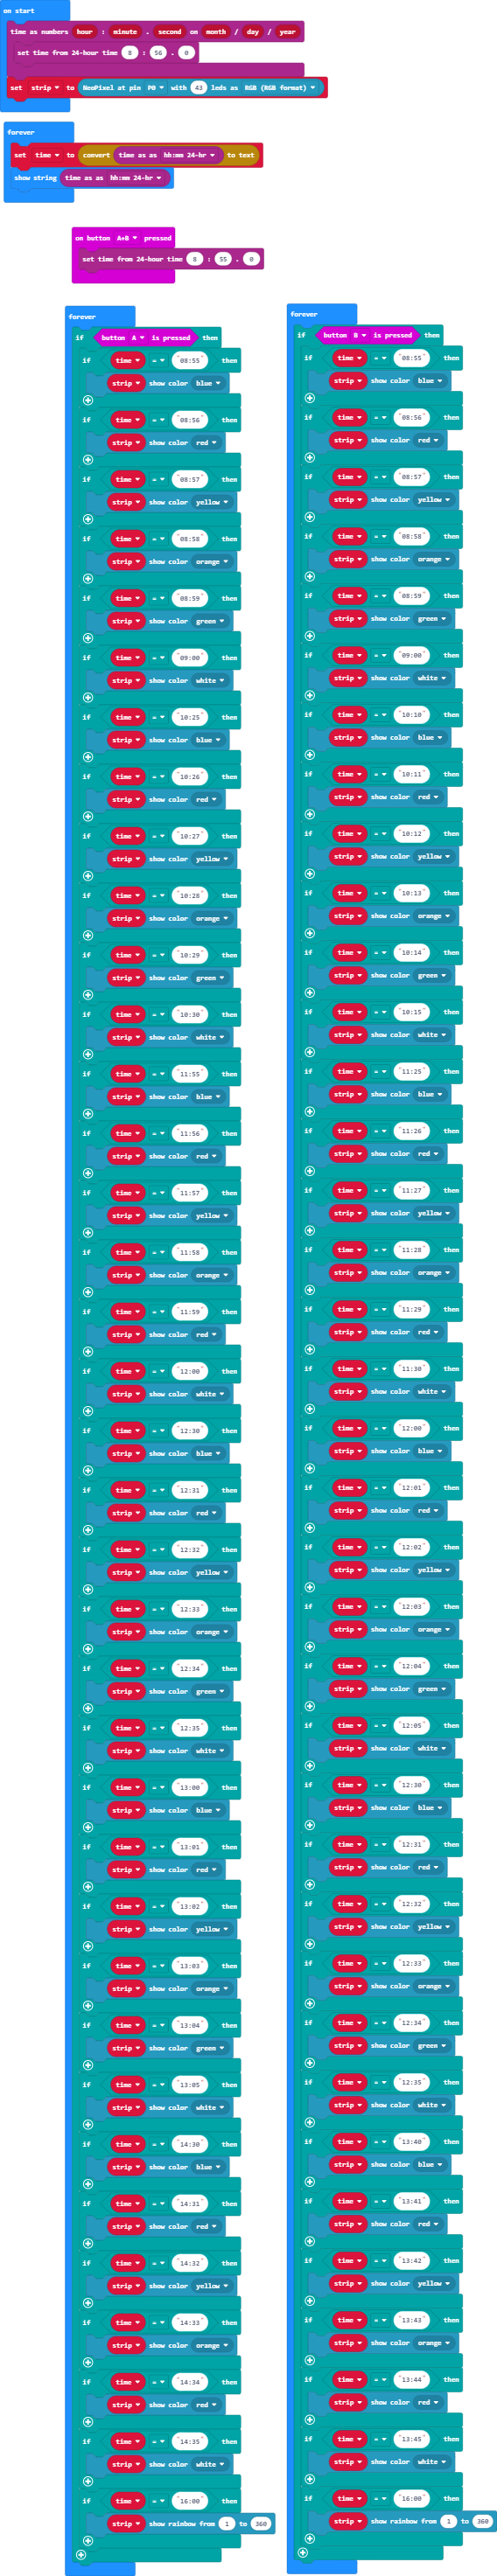 on start
time as numbers hour : minute . second on month / day / year
set time from 24-hour time 8 : 56 . 0
set strip to NeoPixel at pin P0 with 43 leds as RGB (RGB format)
forever
set time to convert time as as hh:mm 24-hr to text
show string time as as hh:mm 24-hr
on button A+B pressed
set time from 24-hour time 8 : 55 . 0
forever
if button A is pressed then
if time = "08:55" then
strip show color blue
if time = "08:56" then
strip show color red
if time = "08:57" then
strip show color yellow
if time = "08:58" then
strip show color orange
if time = "08:59" then
strip show color green
if time = "09:00" then
strip show color white
if time = "10:25" then
strip show color blue
if time = "10:26" then
strip show color red
if time = "10:27" then
strip show color yellow
if time = "10:28" then
strip show color orange
if time = "10:29" then
strip show color green
if time = "10:30" then
strip show color white
if time = "11:55" then
strip show color blue
if time = "11:56" then
strip show color red
if time = "11:57" then
strip show color yellow
if time = "11:58" then
strip show color orange
if time = "11:59" then
strip show color red
if time = "12:00" then
strip show color white
if time = "12:30" then
strip show color blue
if time = "12:31" then
strip show color red
if time = "12:32" then
strip show color yellow
if time = "12:33" then
strip show color orange
if time = "12:34" then
strip show color green
if time = "12:35" then
strip show color white
if time = "13:00" then
strip show color blue
if time = "13:01" then
strip show color red
if time = "13:02" then
strip show color yellow
if time = "13:03" then
strip show color orange
if time = "13:04" then
strip show color green
if time = "13:05" then
strip show color white
if time = "14:30" then
strip show color blue
if time = "14:31" then
strip show color red
if time = "14:32" then
strip show color yellow
if time = "14:33" then
strip show color orange
if time = "14:34" then
strip show color red
if time = "14:35" then
strip show color white
if time = "16:00" then
strip show rainbow from 1 to 360
forever
if button B is pressed then
if time = "08:55" then
strip show color blue
if time = "08:56" then
strip show color red
if time = "08:57" then
strip show color yellow
if time = "08:58" then
strip show color orange
if time = "08:59" then
strip show color green
if time = "09:00" then
strip show color white
if time = "10:10" then
strip show color blue
if time = "10:11" then
strip show color red
if time = "10:12" then
strip show color yellow
if time = "10:13" then
strip show color orange
if time = "10:14" then
strip show color green
if time = "10:15" then
strip show color white
if time = "11:25" then
strip show color blue
if time = "11:26" then
strip show color red
if time = "11:27" then
strip show color yellow
if time = "11:28" then
strip show color orange
if time = "11:29" then
strip show color red
if time = "11:30" then
strip show color white
if time = "12:00" then
strip show color blue
if time = "12:01" then
strip show color red
if time = "12:02" then
strip show color yellow
if time = "12:03" then
strip show color orange
if time = "12:04" then
strip show color green
if time = "12:05" then
strip show color white
if time = "12:30" then
strip show color blue
if time = "12:31" then
strip show color red
if time = "12:32" then
strip show color yellow
if time = "12:33" then
strip show color orange
if time = "12:34" then
strip show color green
if time = "12:35" then
strip show color white
if time = "13:40" then
strip show color blue
if time = "13:41" then
strip show color red
if time = "13:42" then
strip show color yellow
if time = "13:43" then
strip show color orange
if time = "13:44" then
strip show color red
if time = "13:45" then
strip show color white
if time = "16:00" then
strip show rainbow from 1 to 360